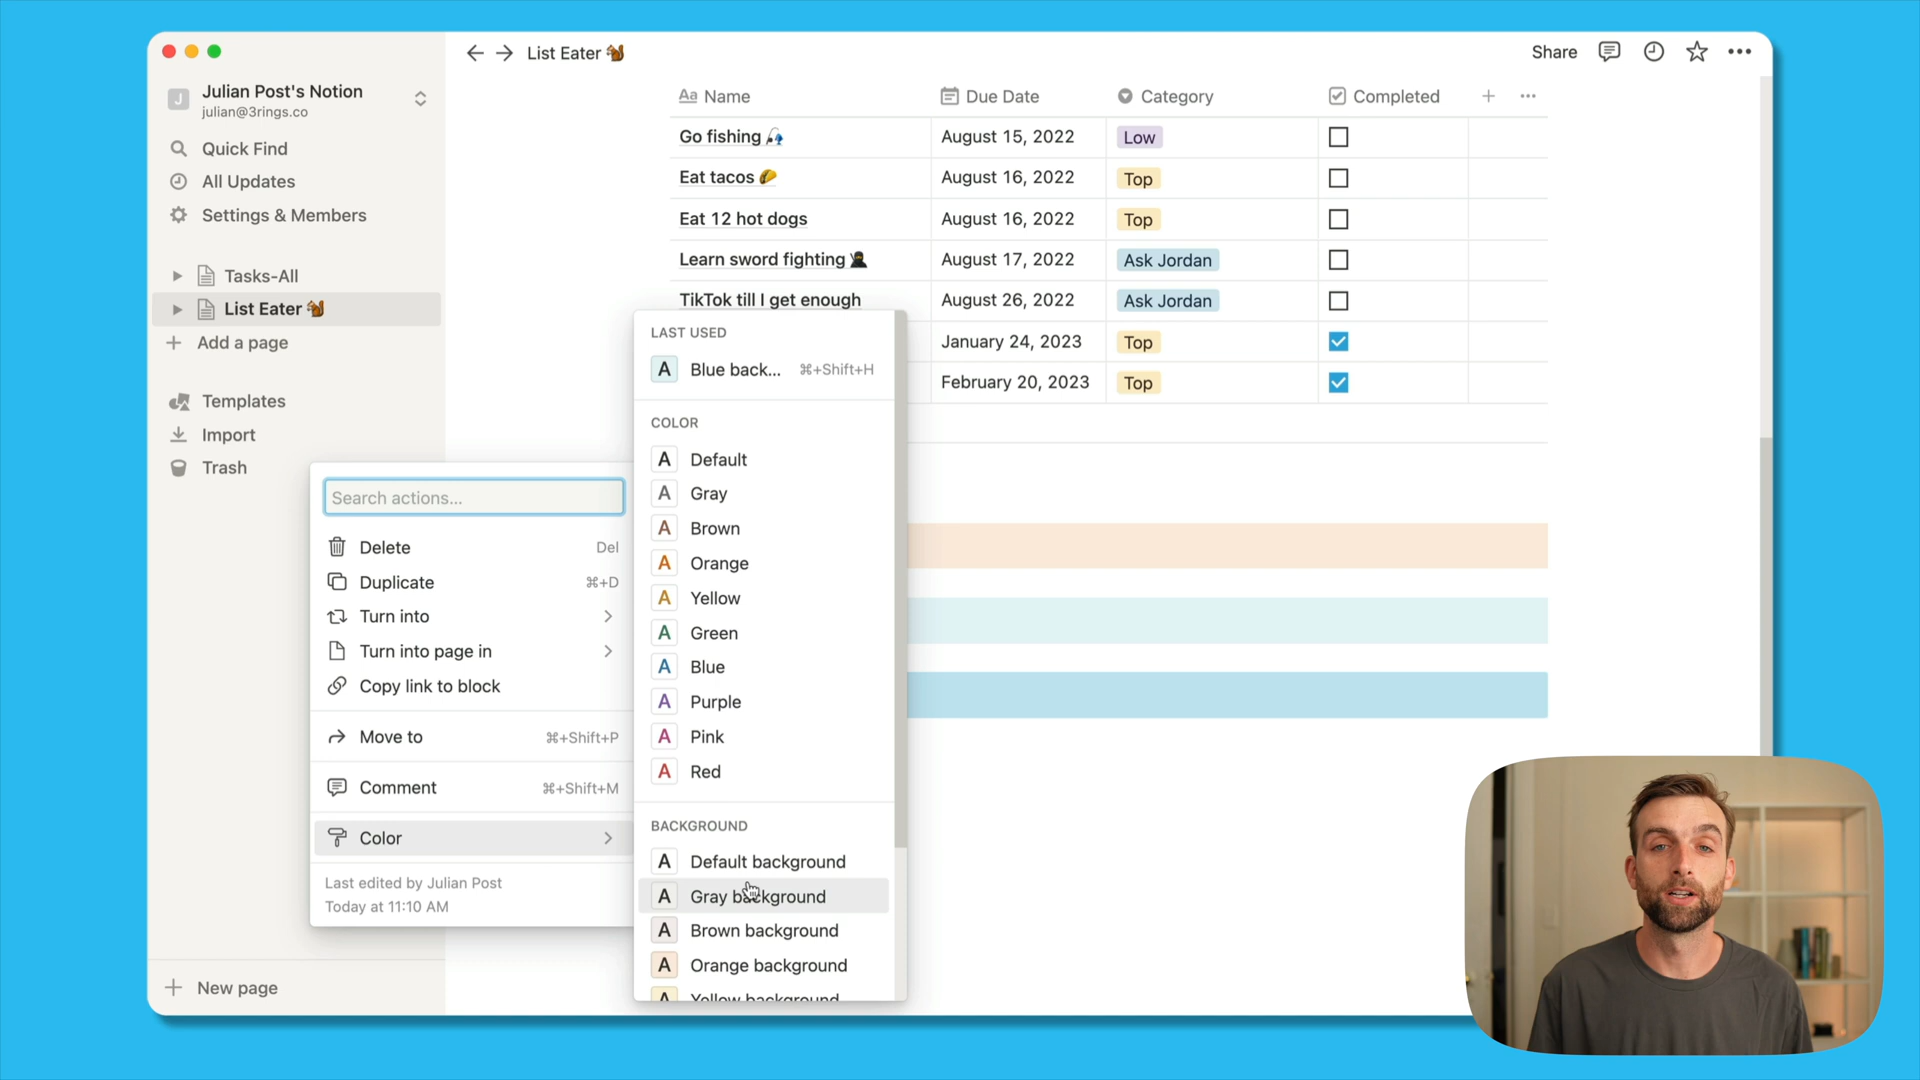 List Eater
Share
Julian Post's Notion
julian@3rings.co
J
Quick Find
All Updates
Settings & Members
Tasks-All
List Eater
Add a page
Templates
Import
Trash
New page
Aa Name
Due Date
Category
Completed
Go fishing
August 15, 2022
Low
Eat tacos
August 16, 2022
Top
Eat 12 hot dogs
August 16, 2022
Top
Learn sword fighting
August 17, 2022
Ask Jordan
TikTok till I get enough
August 26, 2022
Ask Jordan
January 24, 2023
Top
February 20, 2023
Top
Search actions...
Delete Del
Duplicate ⌘+D
Turn into
Turn into page in
Copy link to block
Move to ⌘+Shift+P
Comment ⌘+Shift+M
Color
Last edited by Julian Post
Today at 11:10 AM
LAST USED
A Blue back... ⌘+Shift+H
COLOR
A Default
A Gray
A Brown
A Orange
A Yellow
A Green
A Blue
A Purple
A Pink
A Red
BACKGROUND
A Default background
A Gray background
A Brown background
A Orange background
A Yellow background